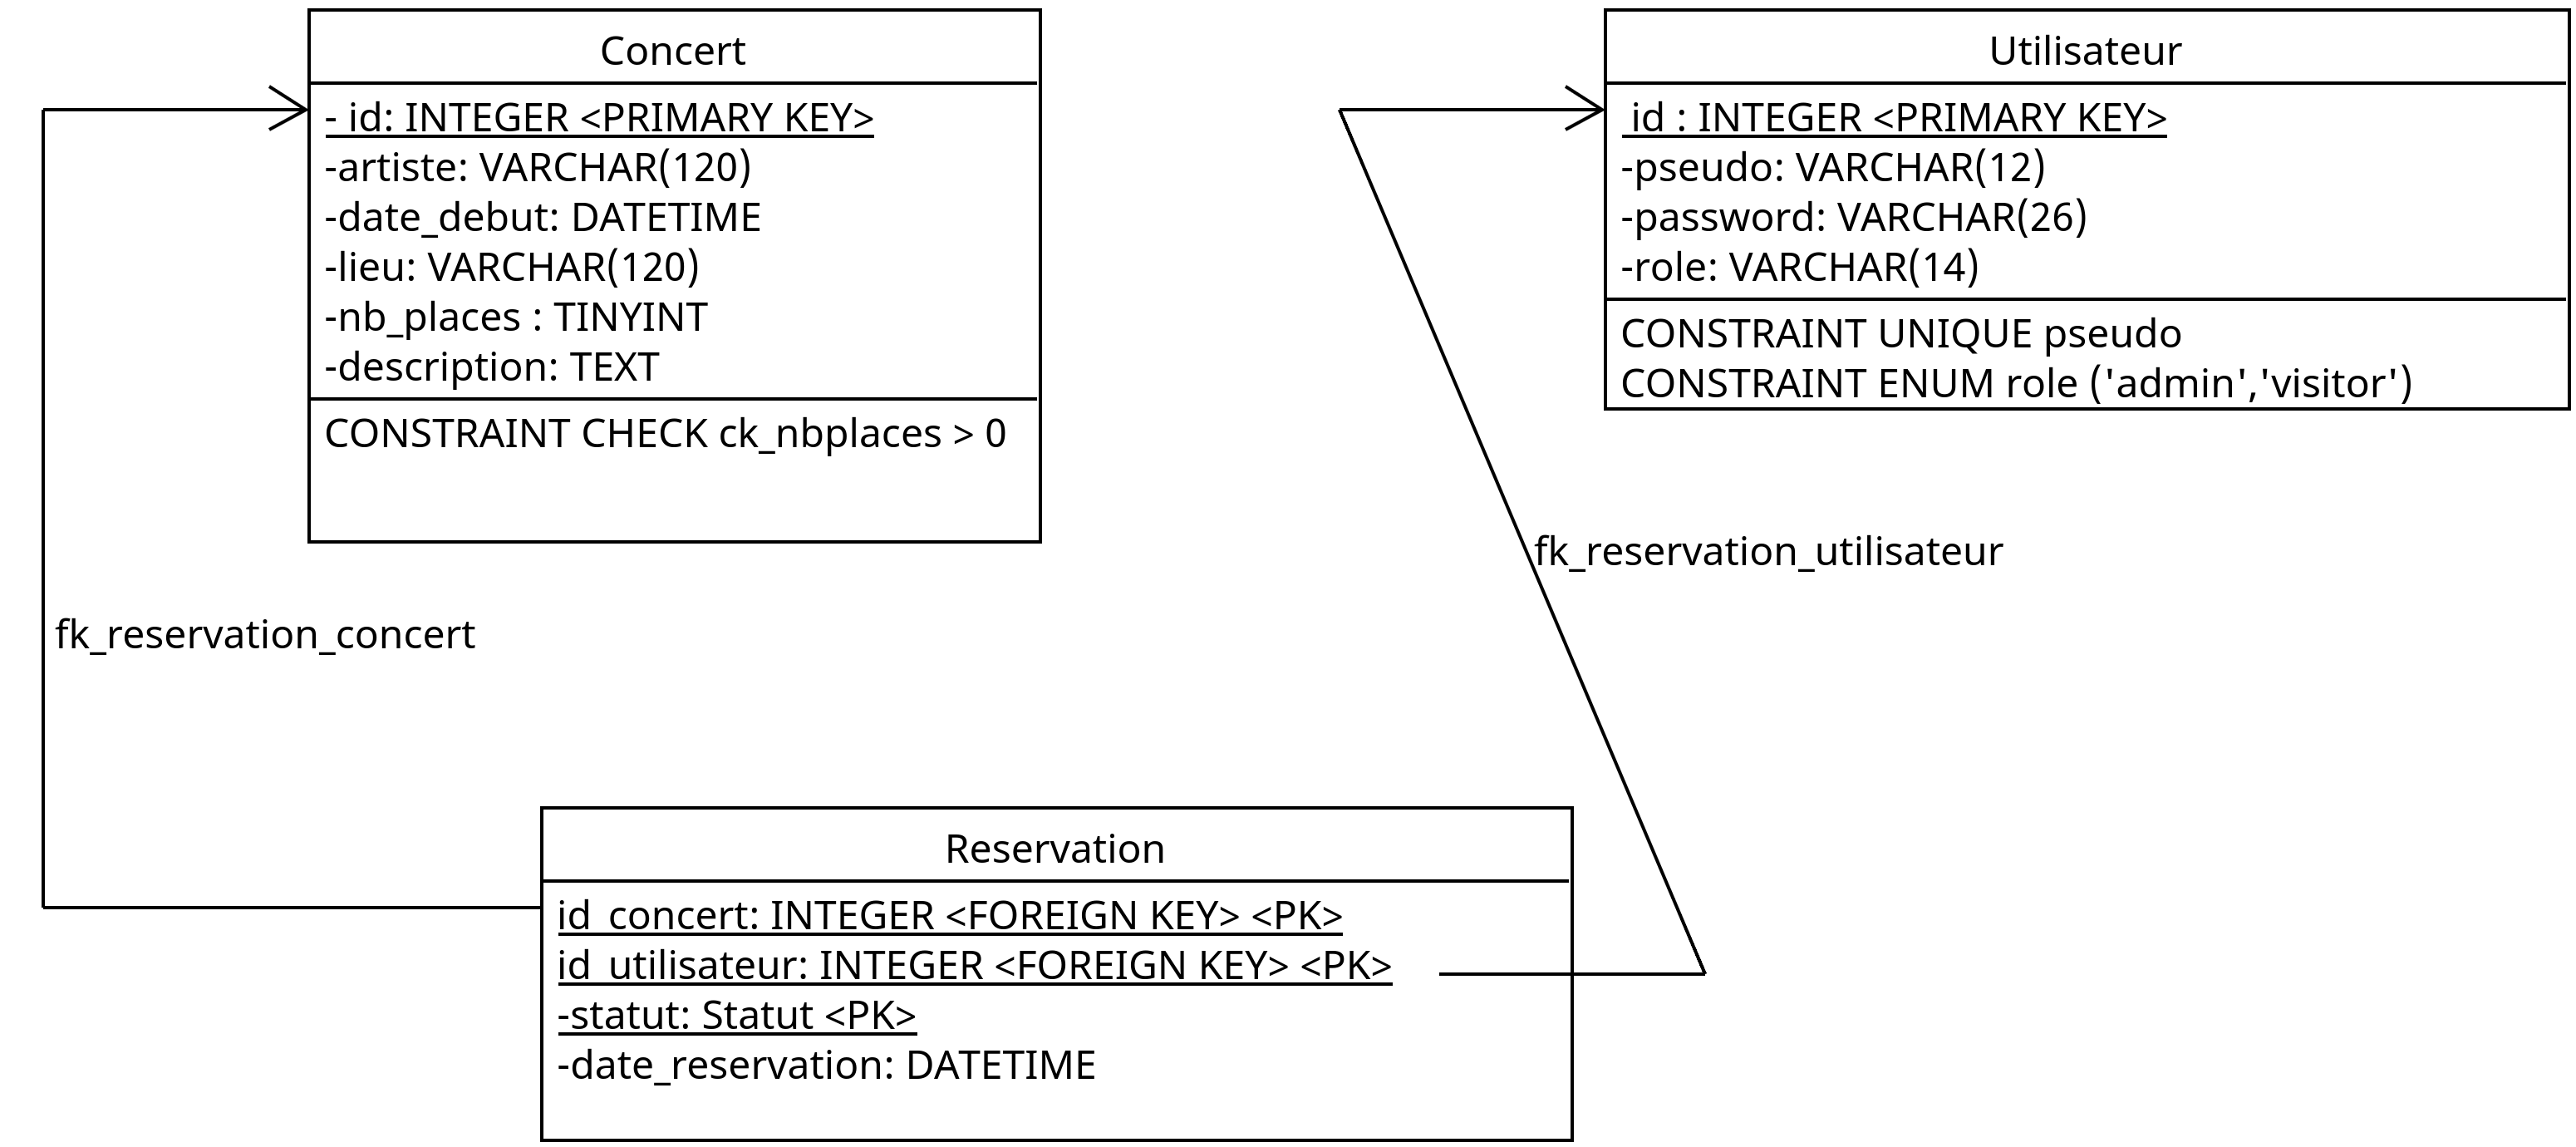 Concert
- id: INTEGER <PRIMARY KEY>
-artiste: VARCHAR(120)
-date_debut: DATETIME
-lieu: VARCHAR(120)
-nb_places : TINYINT
-description: TEXT
CONSTRAINT CHECK ck_nbplaces > 0
Utilisateur
id : INTEGER <PRIMARY KEY>
-pseudo: VARCHAR(12)
-password: VARCHAR(26)
-role: VARCHAR(14)
CONSTRAINT UNIQUE pseudo
CONSTRAINT ENUM role ('admin','visitor')
fk_reservation_utilisateur
fk_reservation_concert
Reservation
id_concert: INTEGER <FOREIGN KEY> <PK>
id_utilisateur: INTEGER <FOREIGN KEY> <PK>
-statut: Statut <PK>
-date_reservation: DATETIME